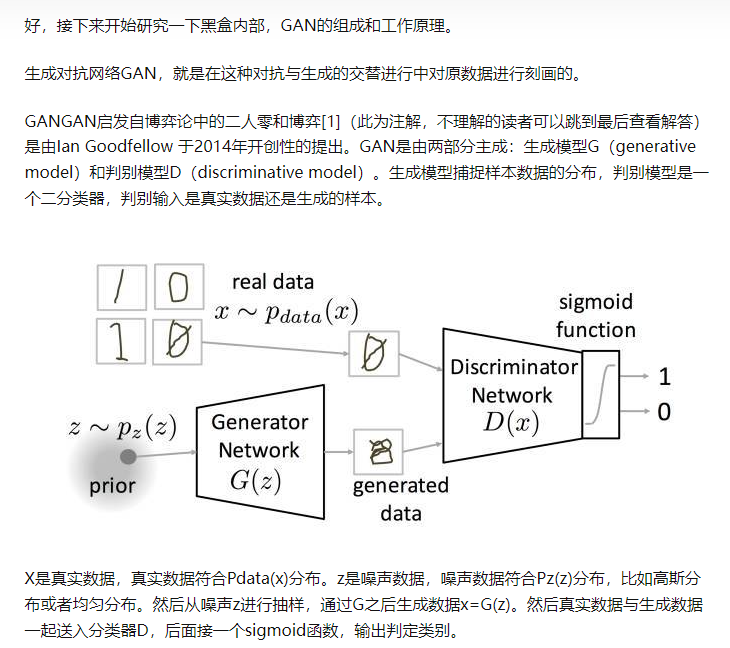 好，接下来开始研究一下黑盒内部，GAN的组成和工作原理。
生成对抗网络GAN，就是在这种对抗与生成的交替进行中对原数据进行刻画的。
GANGAN启发自博弈论中的二人零和博弈[1]（此为注解，不理解的读者可以跳到最后查看解答）
是由Ian Goodfellow 于2014年开创性的提出。GAN是由两部分主成：生成模型G（generative
model）和判别模型D（discriminative model）。生成模型捕捉样本数据的分布，判别模型是一
个二分类器，判别输入是真实数据还是生成的样本。
1 0
real data
x ~ pdata(x)
1 0
0
sigmoid
function
Discriminator
Network
D(x)
1
0
z ~ pz(z)
prior
Generator
Network
G(z)
generated
data
X是真实数据，真实数据符合Pdata(x)分布。z是噪声数据，噪声数据符合Pz(z)分布，比如高斯分
布或者均匀分布。然后从噪声z进行抽样，通过G之后生成数据x=G(z)。然后真实数据与生成数据
一起送入分类器D，后面接一个sigmoid函数，输出判定类别。